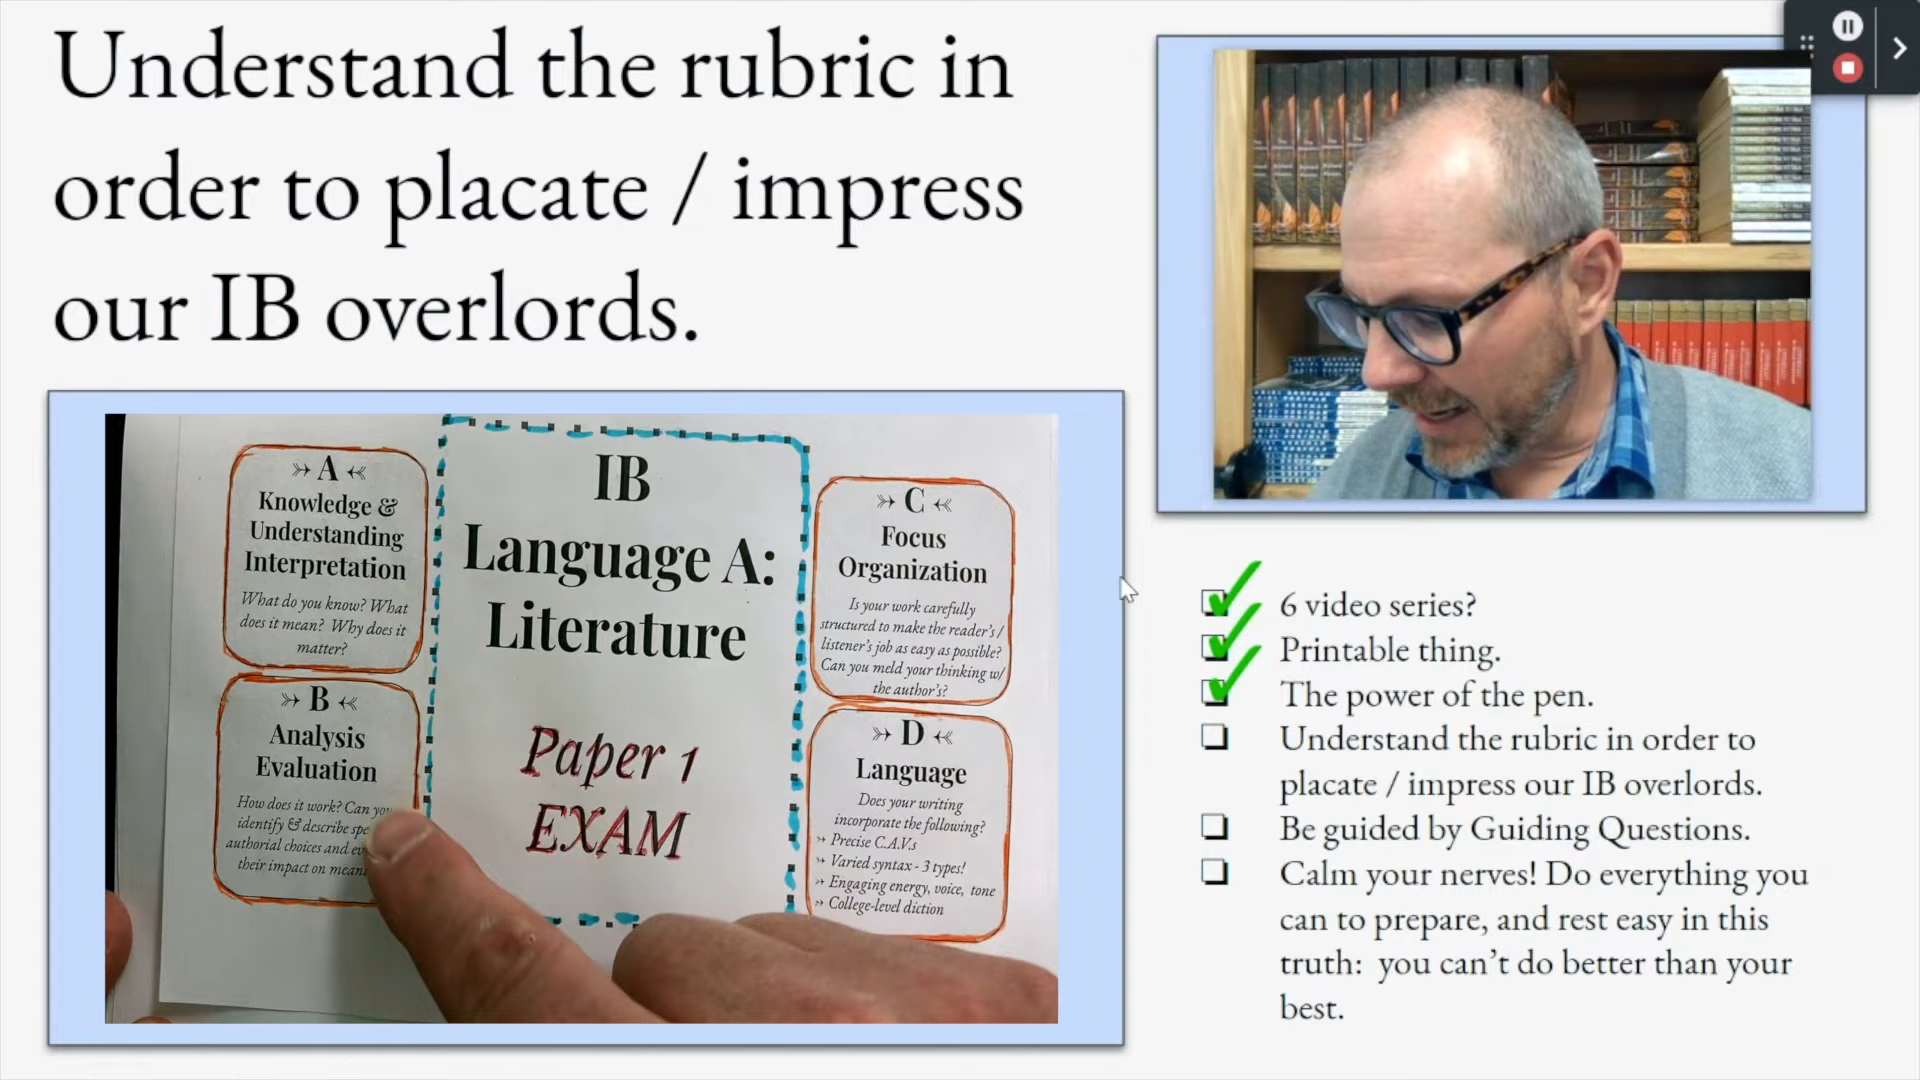 Understand the rubric in
order to placate / impress
our IB overlords.
A
Knowledge &
Understanding
Interpretation
What do you know? What
does it mean? Why does it
matter?
B
Analysis
Evaluation
How does it work? Can you
identify & describe
authorial choices and
their impact on
IB
Language A:
Literature
Paper 1
EXAM
C
Focus
Organization
Is your work carefully
structured to make the reader's /
listener's job as easy as possible?
Can you meld your thinking w/
the author's?
D
Language
Does your writing
incorporate the following?
Precise C.A.V.s
Varied syntax - 3 types!
Engaging energy, voice, tone
College-level diction
6 video series?
Printable thing.
The power of the pen.
Understand the rubric in order to
placate / impress our IB overlords.
Be guided by Guiding Questions.
Calm your nerves! Do everything you
can to prepare, and rest easy in this
truth: you can't do better than your
best.